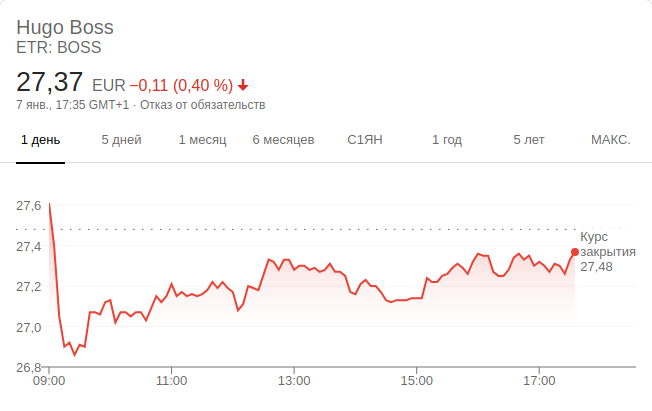 Hugo Boss
ETR: BOSS
27,37 EUR −0,11 (0,40 %)
7 янв., 17:35 GMT+1 · Отказ от обязательств
1 день 5 дней 1 месяц 6 месяцев С1ЯН 1 год 5 лет МАКС.
27,6
27,4
27,2
27,0
26,8
Курс
закрытия
27,48
09:00 11:00 13:00 15:00 17:00